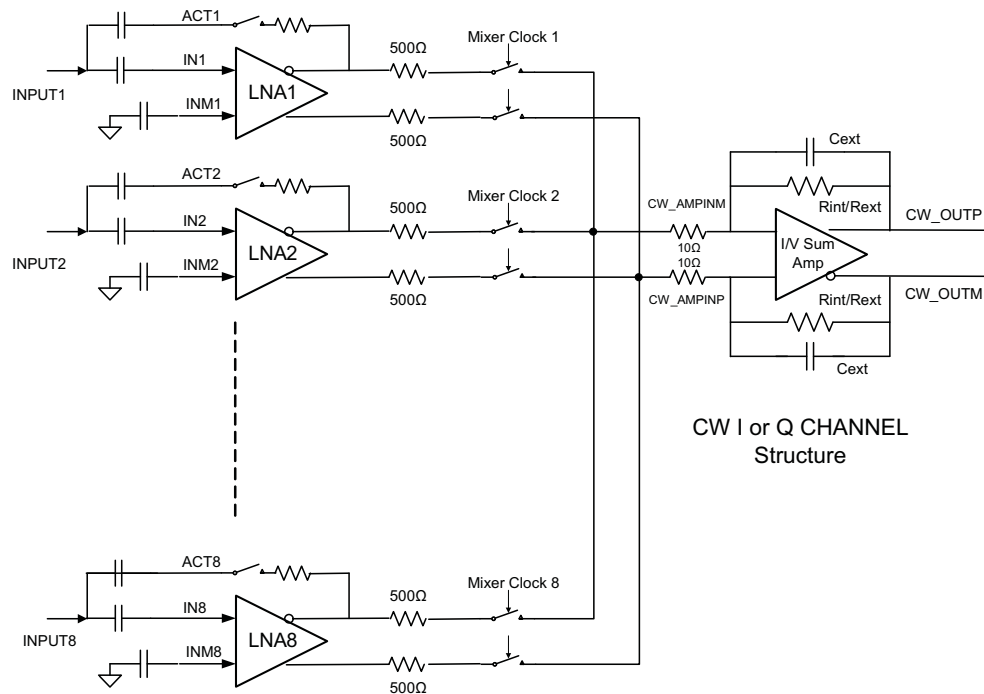 ACT1
500Ω
Mixer Clock 1
INPUT1
IN1
LNA1
INM1
500Ω
ACT2
500Ω
Mixer Clock 2
INPUT2
IN2
LNA2
INM2
500Ω
Cext
Rint/Rext
CW_AMPINM
10Ω
10Ω
CW_AMPINP
I/V Sum
Amp
CW_OUTP
CW_OUTM
Rint/Rext
Cext
CW I or Q CHANNEL
Structure
ACT8
500Ω
Mixer Clock 8
INPUT8
IN8
LNA8
INM8
500Ω